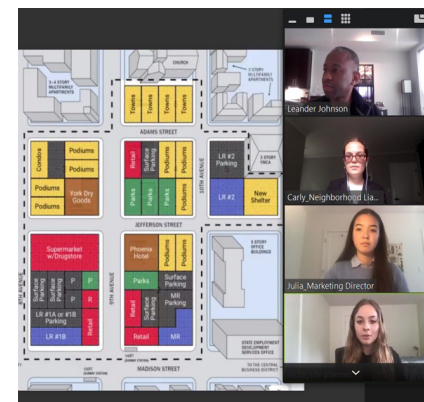 CHURCH
3-4 STORY
MULTIFAMILY
APARTMENTS
2 STORY
MULTIFAMILY
APARTMENTS
Towns
Towns
Towns
Towns
ADAMS STREET
Condos
Podiums
Podiums
Podiums
Podiums
York Dry
Goods
Retail
Surface
Parking
Podiums
Podiums
Parks
Parks
Podiums
Podiums
10TH AVENUE
LR #2
Parking
2 STORY
YMCA
LR #2
New
Shelter
JEFFERSON STREET
Supermarket
w/Drugstore
Surface
Parking
Surface
Parking
P
P
P
R
LR #1A or #1B
Parking
LR #1B
Retail
8TH AVENUE
9TH AVENUE
Phoenix
Hotel
Podiums
Podiums
Parks
Surface
Parking
Retail
Surface
Parking
MR
Parking
Retail
MR
5 STORY
OFFICE
BUILDINGS
STATE EMPLOYMENT
DEVELOPMENT
SERVICES OFFICE
MADISON STREET
TO THE CENTRAL
BUSINESS DISTRICT
Leander Johnson
Carly_Neighborhood Lia...
Julia_Marketing Director